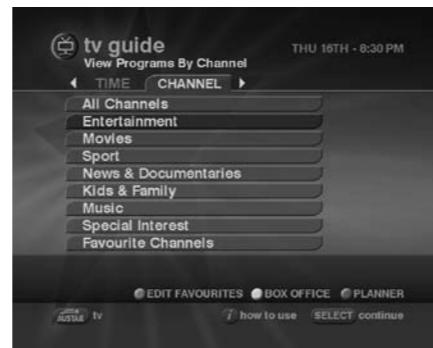 tv guide
THU 16TH - 8:30 PM
View Programs By Channel
TIME CHANNEL
All Channels
Entertainment
Movies
Sport
News & Documentaries
Kids & Family
Music
Special Interest
Favourite Channels
EDIT FAVOURITES BOX OFFICE PLANNER
AUSTAR tv i how to use SELECT continue